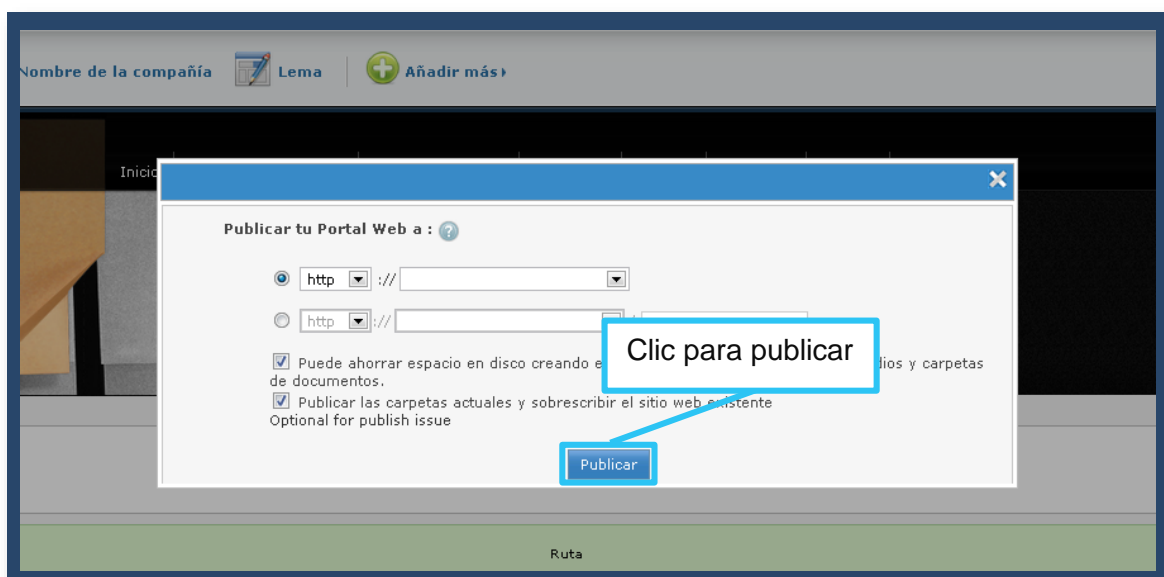 Nombre de la compañía Lema Añadir más
Inicio
Publicar tu Portal Web a :
http ://
http ://
Clic para publicar
Puede ahorrar espacio en disco creando dios y carpetas
de documentos.
Publicar las carpetas actuales y sobrescribir el sitio web existente
Optional for publish issue
Publicar
Ruta